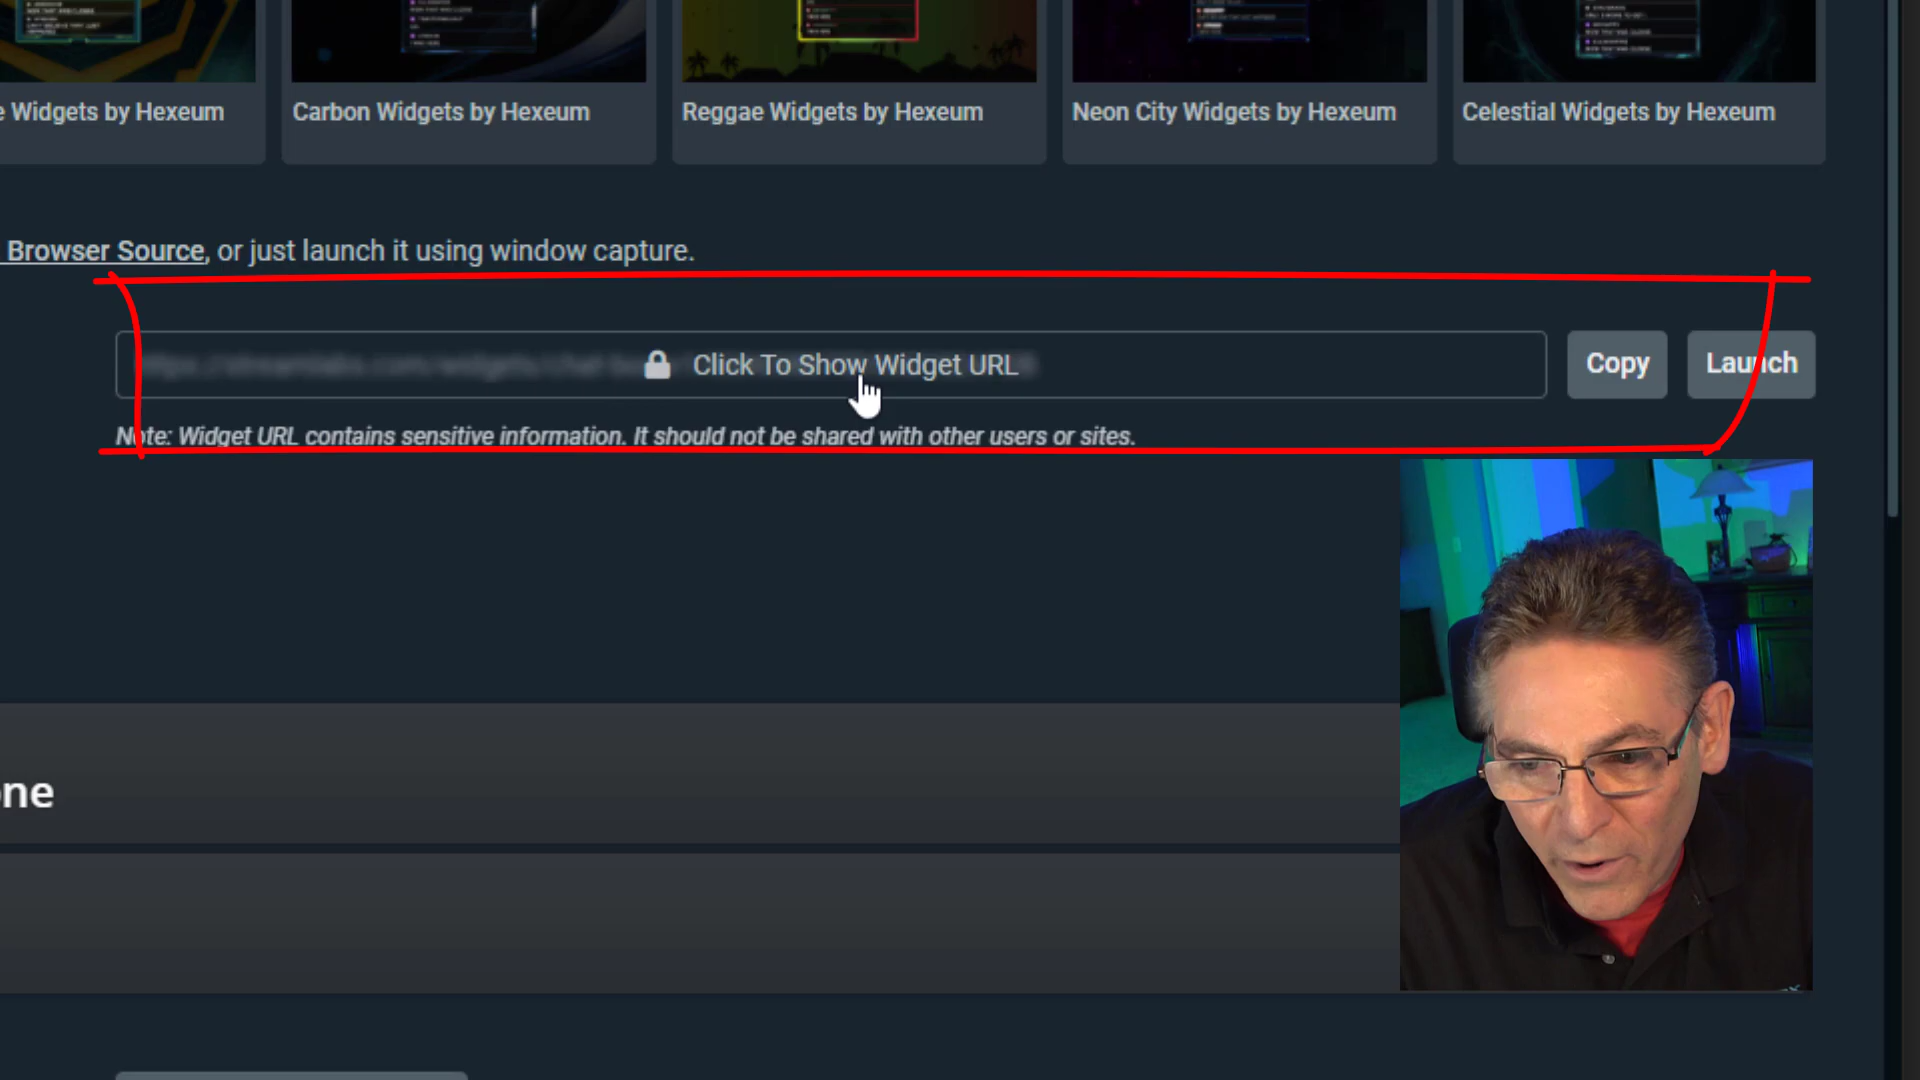 e Widgets by Hexeum
Carbon Widgets by Hexeum
Reggae Widgets by Hexeum
Neon City Widgets by Hexeum
Celestial Widgets by Hexeum
Browser Source, or just launch it using window capture.
Click To Show Widget URL
Copy
Launch
Note: Widget URL contains sensitive information. It should not be shared with other users or sites.
one